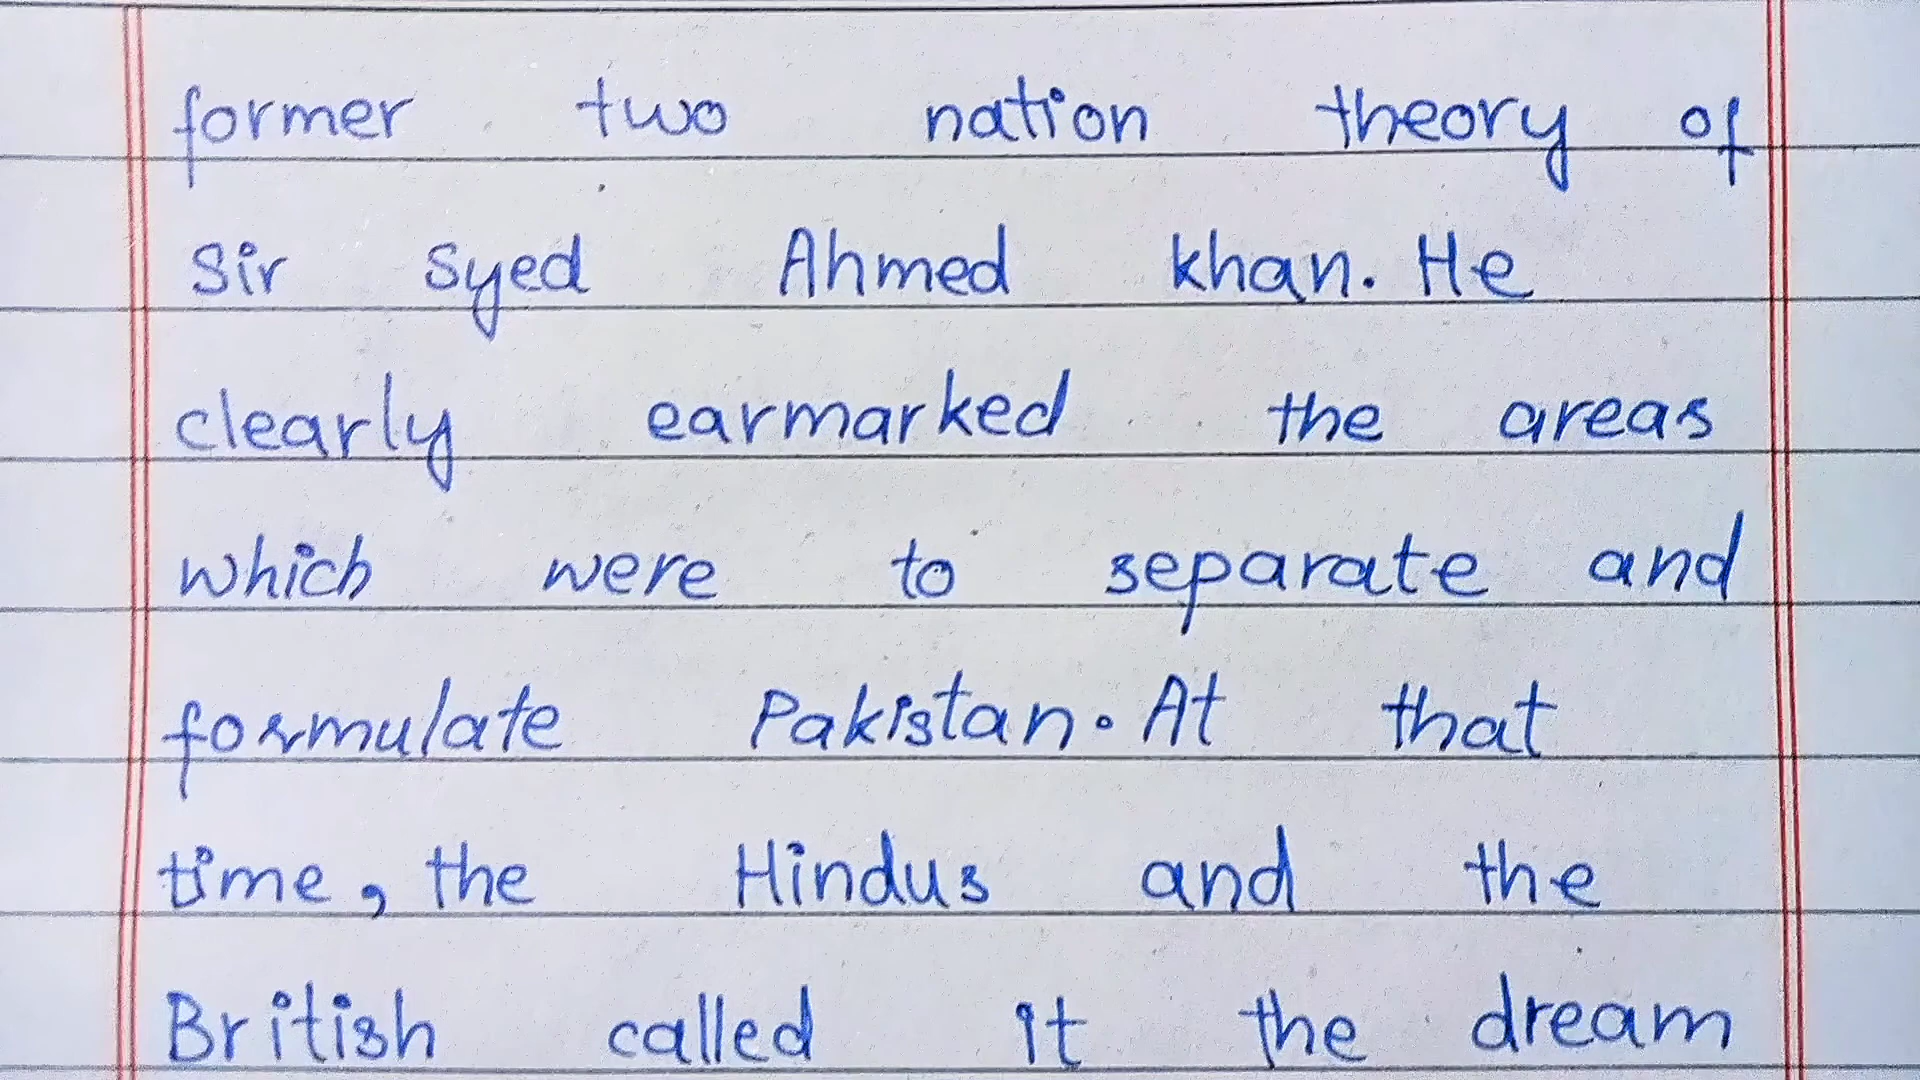 former two nation theory of
Sir Syed Ahmed khan. He
clearly earmarked the areas
which were to separate and
formulate Pakistan. At that
time, the Hindus and the
British called it the dream